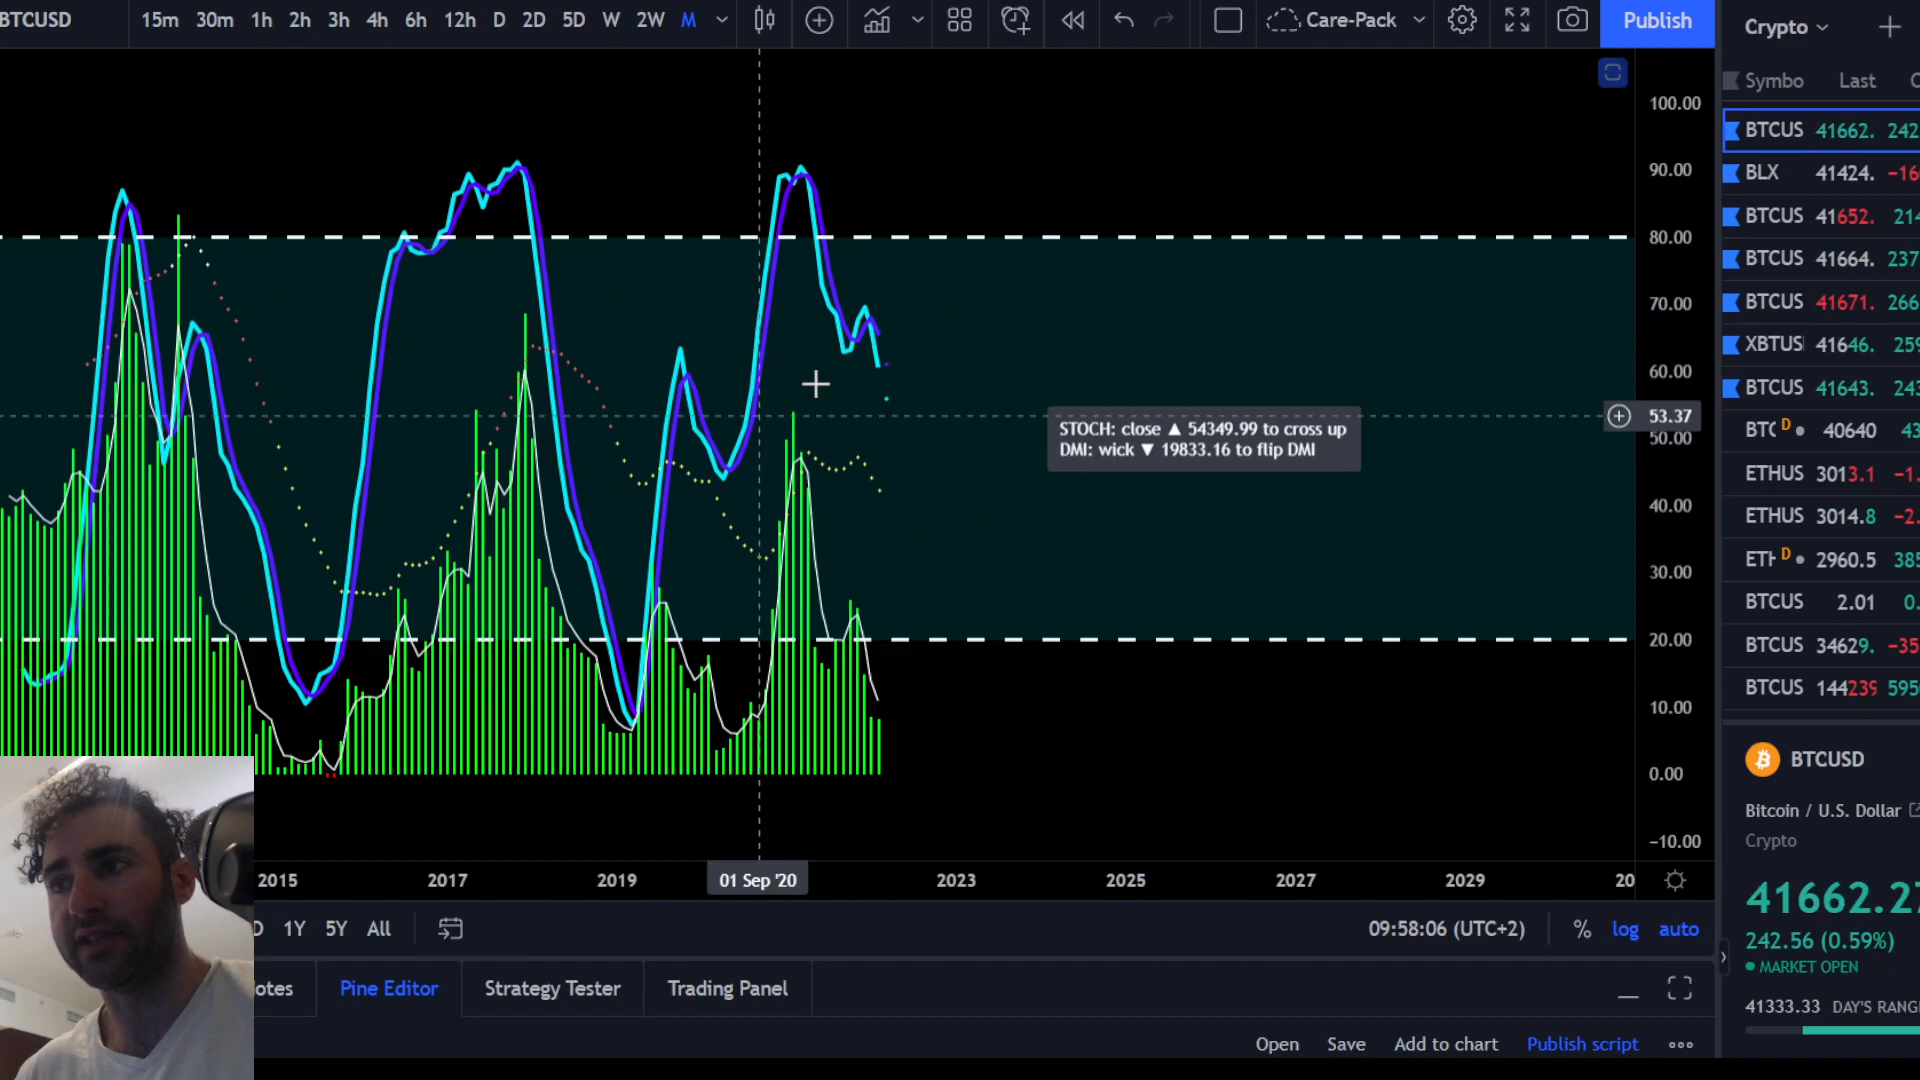 BTCUSD 15m 30m 1h 2h 3h 4h 6h 12h D 2D 5D W 2W M Care-Pack Publish
Crypto
Symbo Last
BTCUS 41662. 242
BLX 41424. −16
BTCUS 41652. 214
BTCUS 41664. 237
BTCUS 41671. 266
XBTUS 41646. 259
BTCUS 41643. 243
BTC D 40640 43
ETHUS 3013.1 −1.
ETHUS 3014.8 −2.
ETH D 2960.5 385
BTCUS 2.01 0.
BTCUS 34629. −35
BTCUS 144239 595
100.00
90.00
80.00
70.00
60.00
53.37
50.00
40.00
30.00
20.00
10.00
0.00
−10.00
STOCH: close ▲ 54349.99 to cross up
DMI: wick ▼ 19833.16 to flip DMI
2015 2017 2019 01 Sep '20 2023 2025 2027 2029 20
D 1Y 5Y All 09:58:06 (UTC+2) % log auto
otes Pine Editor Strategy Tester Trading Panel
Open Save Add to chart Publish script
BTCUSD
Bitcoin / U.S. Dollar
Crypto
41662.27
242.56 (0.59%)
MARKET OPEN
41333.33 DAY'S RANGE